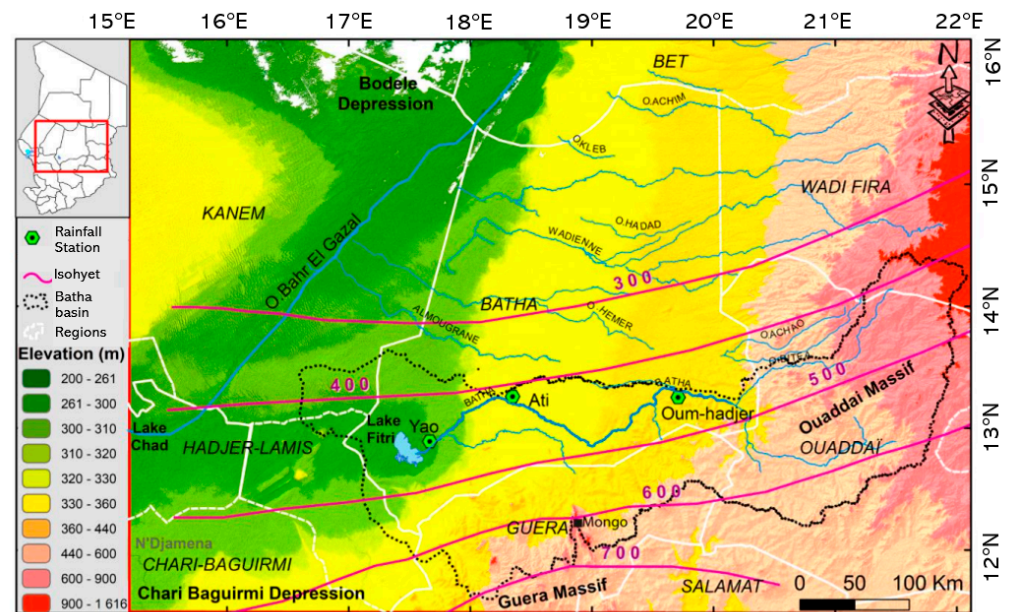 15°E 16°E 17°E 18°E 19°E 20°E 21°E 22°E
16°N
15°N
14°N
13°N
12°N
N
BET
Bodele
Depression
O.ACHIM
O.KLEB
WADI FIRA
KANEM
O.HADAD
WADIENNE
O.Bahr El Gazal
300
BATHA
O.HEMER
ALMOUGRANE
O.ACHAO
O.BITEA
400
500
BATHA
BATHA
Ati
Oum-hadjer
Ouaddai Massif
Lake
Chad
Lake
Fitri
Yao
HADJER-LAMIS
OUADDAÏ
600
GUERA
Mongo
N'Djamena
CHARI-BAGUIRMI
700
Chari Baguirmi Depression
Guera Massif
SALAMAT
0 50 100 Km
Rainfall
Station
Isohyet
Batha
basin
Regions
Elevation (m)
200 - 261
261 - 300
300 - 310
310 - 320
320 - 330
330 - 360
360 - 440
440 - 600
600 - 900
900 - 1 616